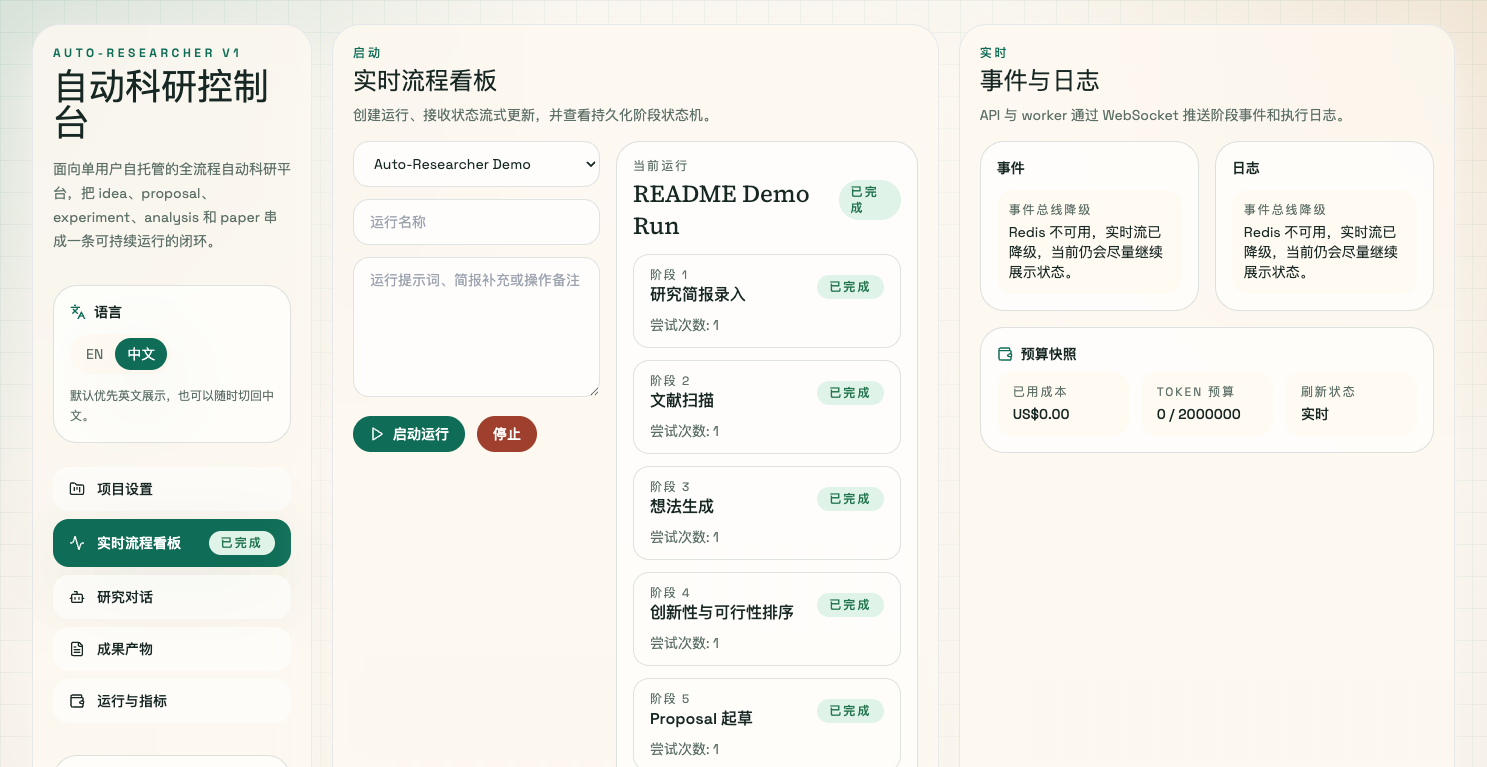 AUTO-RESEARCHER V1
自动科研控制
台
面向单用户自托管的全流程自动科研平
台，把 idea、proposal、
experiment、analysis 和 paper 串
成一条可持续运行的闭环。
语言
EN
中文
默认优先英文展示，也可以随时切回中
文。
项目设置
实时流程看板
已完成
研究对话
成果产物
运行与指标
启动
实时流程看板
创建运行、接收状态流式更新，并查看持久化阶段状态机。
Auto-Researcher Demo
运行名称
运行提示词、简报补充或操作备注
启动运行
停止
当前运行
README Demo
Run
已完
成
阶段 1
研究简报录入
已完成
尝试次数: 1
阶段 2
文献扫描
已完成
尝试次数: 1
阶段 3
想法生成
已完成
尝试次数: 1
阶段 4
创新性与可行性排序
已完成
尝试次数: 1
阶段 5
Proposal 起草
已完成
尝试次数: 1
实时
事件与日志
API 与 worker 通过 WebSocket 推送阶段事件和执行日志。
事件
事件总线降级
Redis 不可用，实时流已
降级，当前仍会尽量继续
展示状态。
日志
事件总线降级
Redis 不可用，实时流已
降级，当前仍会尽量继续
展示状态。
预算快照
已用成本
US$0.00
TOKEN 预算
0 / 2000000
刷新状态
实时